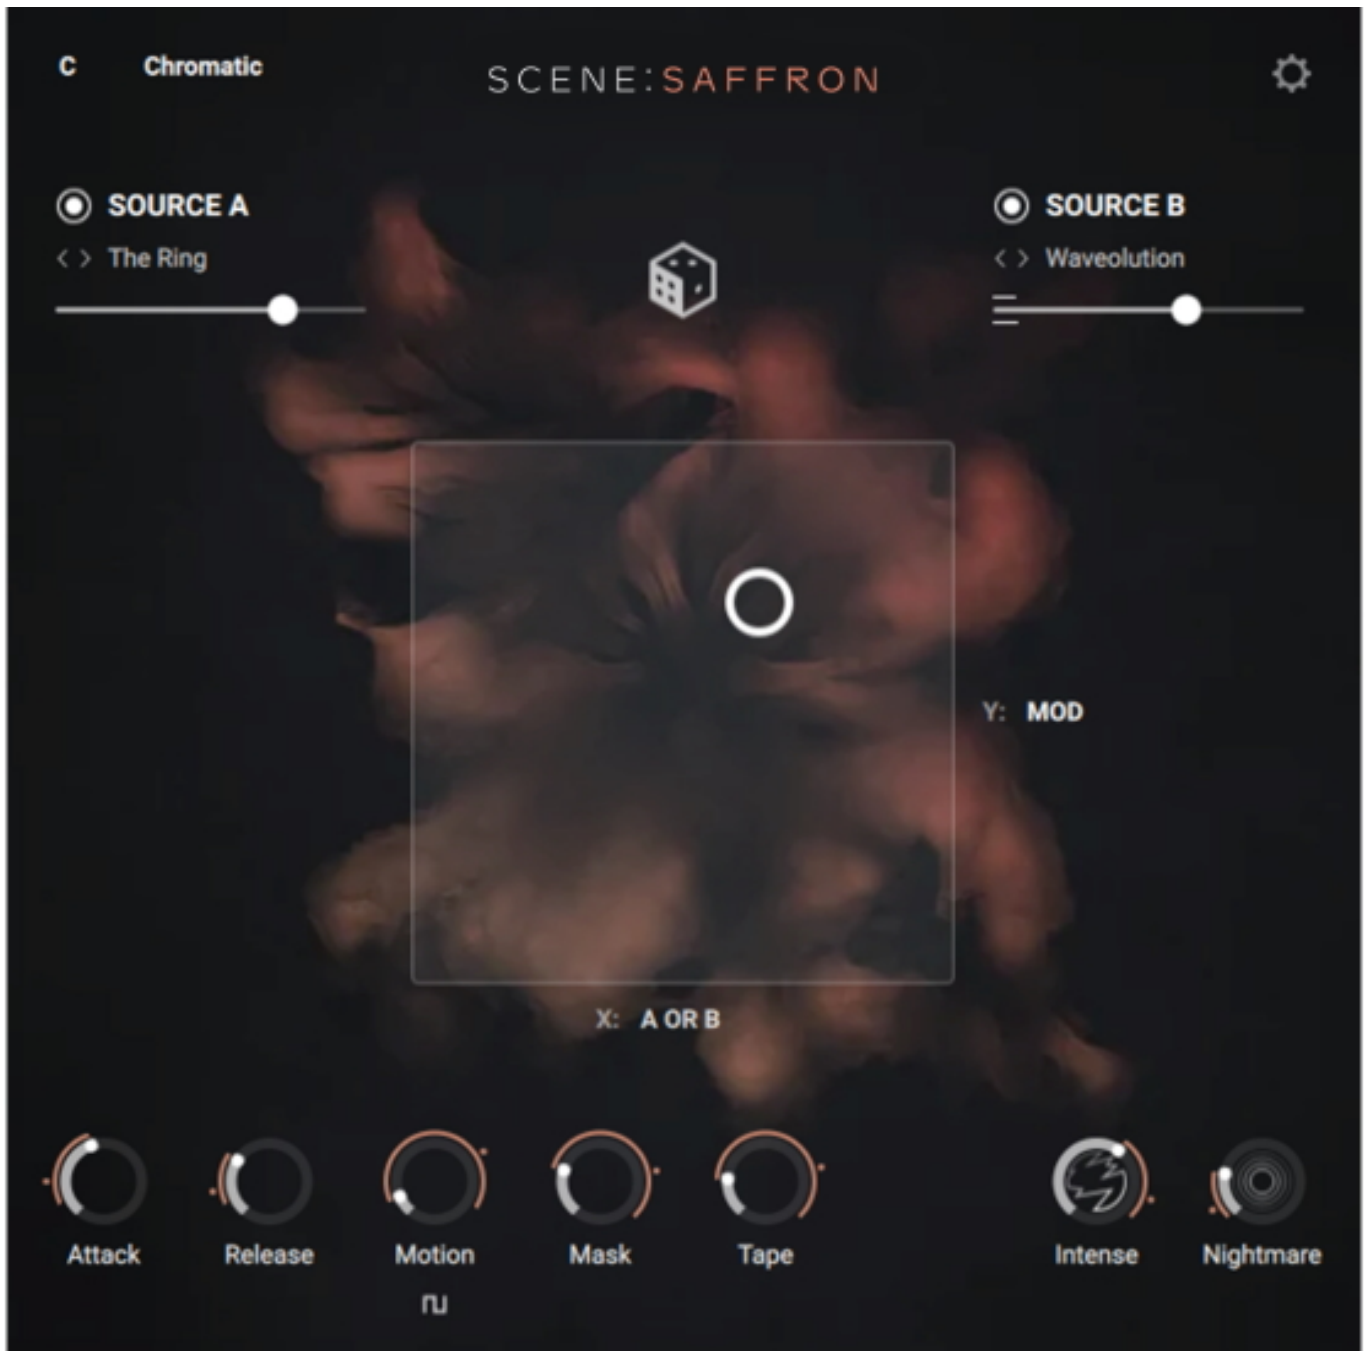 C Chromatic
SCENE:SAFFRON
SOURCE A
The Ring
SOURCE B
Waveolution
Y: MOD
X: A OR B
Attack
Release
Motion
Mask
Tape
Intense
Nightmare